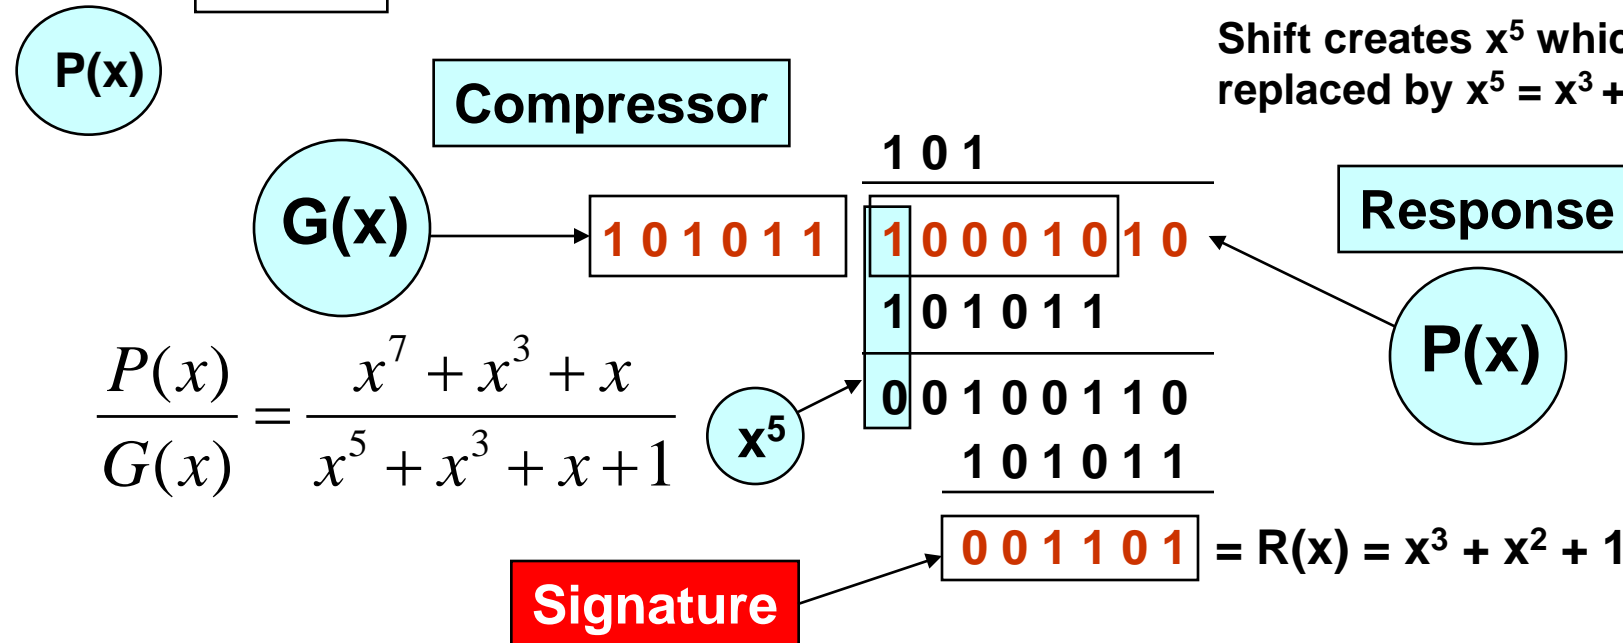 P(x)
Shift creates x⁵
replaced by x⁵ = x³ +
Compressor
1 0 1
Response
G(x)
1 0 1 0 1 1
1 0 0 0 1 0 1 0
1 0 1 0 1 1
P(x)
P(x)/G(x) = (x⁷ + x³ + x)/(x⁵ + x³ + x + 1)
x⁵
0 0 1 0 0 1 1 0
1 0 1 0 1 1
0 0 1 1 0 1 = R(x) = x³ + x² + 1
Signature